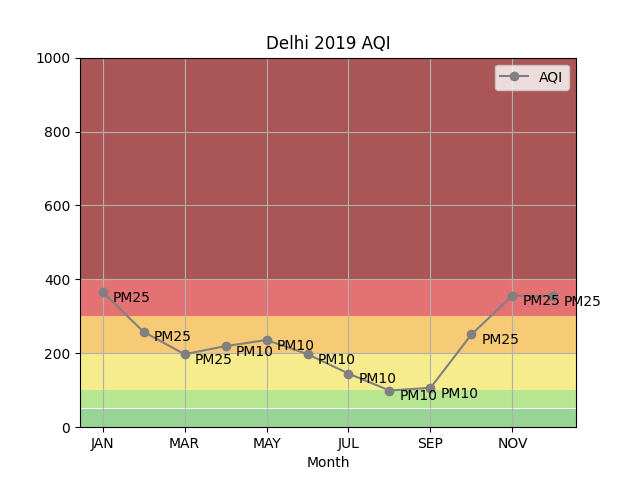 Delhi 2019 AQI
1000
AQI
800
600
400
PM25
PM25
PM25
PM25
PM10
PM25
PM10
PM10
PM25
200
PM10
PM10
PM10
0
JAN
MAR
MAY
JUL
SEP
NOV
Month